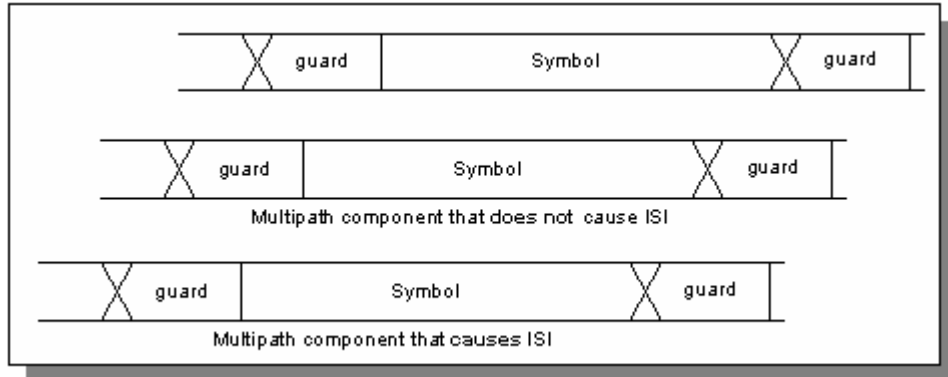 guard Symbol guard
guard Symbol guard
Multipath component that does not cause ISI
guard Symbol guard
Multipath component that causes ISI